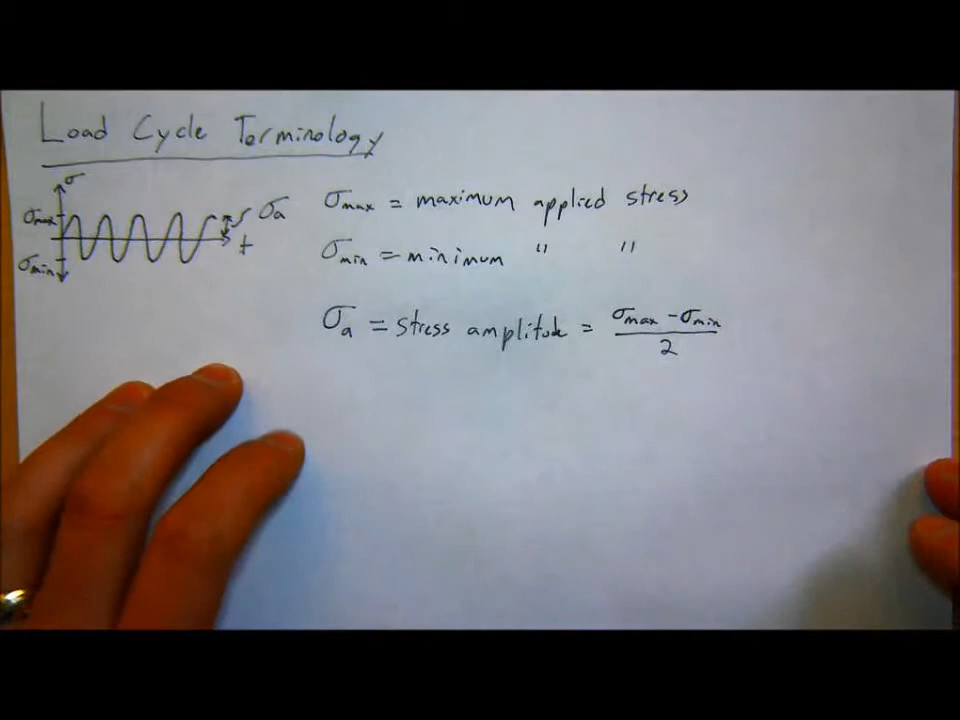 Load Cycle Terminology
σ
σmax
σa
t
σmin
σmax = maximum applied stress
σmin = minimum " "
σa = stress amplitude = (σmax - σmin)/2